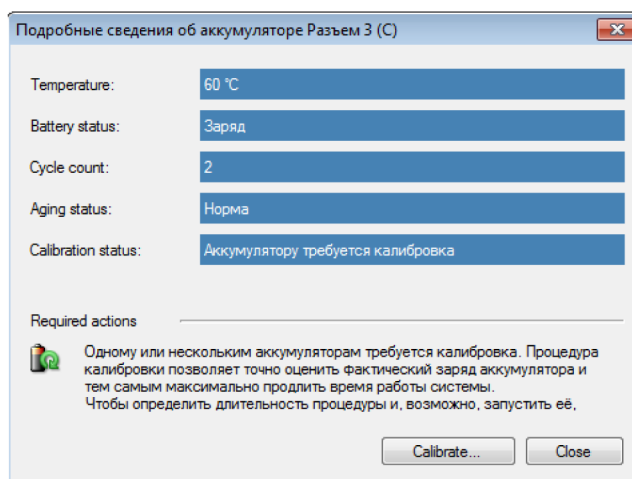 Подробные сведения об аккумуляторе Разъем 3 (C)
Temperature: 60 °C
Battery status: Заряд
Cycle count: 2
Aging status: Норма
Calibration status: Аккумулятору требуется калибровка
Required actions
Одному или нескольким аккумуляторам требуется калибровка. Процедура
калибровки позволяет точно оценить фактический заряд аккумулятора и
тем самым максимально продлить время работы системы.
Чтобы определить длительность процедуры и, возможно, запустить её,
Calibrate... Close